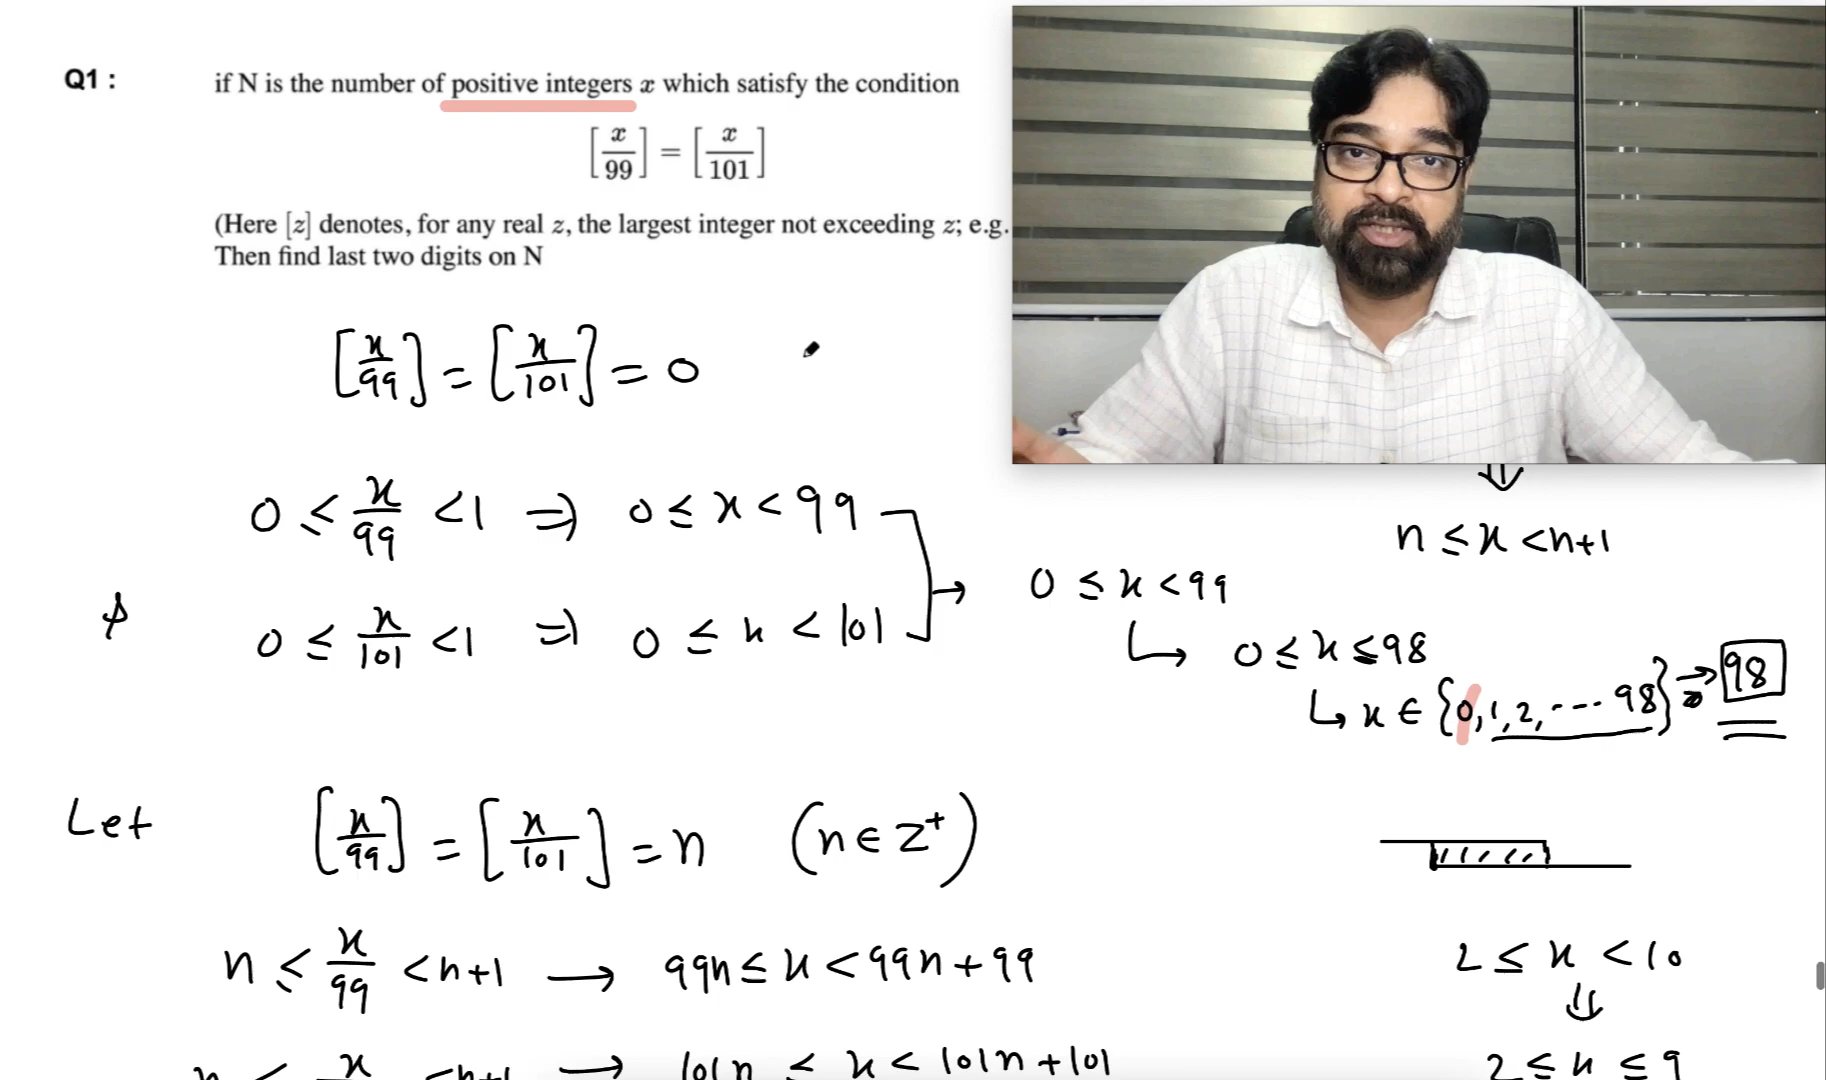 Q1 : if N is the number of positive integers x which satisfy the condition
[x/99] = [x/101]
(Here [z] denotes, for any real z, the largest integer not exceeding z; e.g.
Then find last two digits on N
[x/99] = [x/101] = 0
0 ≤ x/99 < 1 ⇒ 0 ≤ x < 99
0 ≤ x/101 < 1 ⇒ 0 ≤ x < 101
→ 0 ≤ x < 99
↳ 0 ≤ x ≤ 98
↳ x ∈ {0, 1, 2, ---- 98} → 98
⇓
n ≤ x < n+1
Let [x/99] = [x/101] = n (n ∈ Z⁺)
n ≤ x/99 < n+1 → 99n ≤ x < 99n + 99
→ 101n ≤ x < 101n + 101
2 ≤ x < 10
⇓
2 ≤ x ≤ 9